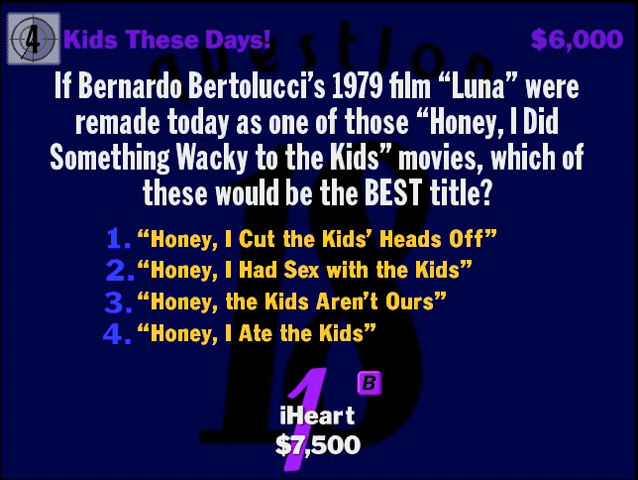 4 Kids These Days! $6,000
question
If Bernardo Bertolucci's 1979 film “Luna” were
remade today as one of those “Honey, I Did
Something Wacky to the Kids” movies, which of
these would be the BEST title?
1. “Honey, I Cut the Kids' Heads Off”
2. “Honey, I Had Sex with the Kids”
3. “Honey, the Kids Aren't Ours”
4. “Honey, I Ate the Kids”
18
1 B
iHeart
$7,500